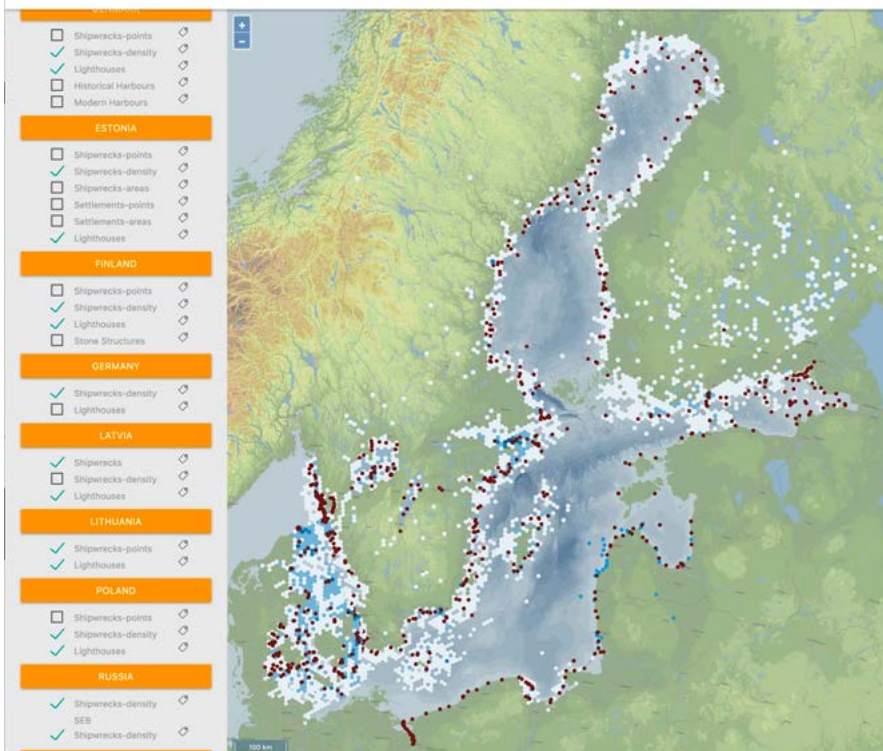 DENMARK
Shipwrecks-points
Shipwrecks-density
Lighthouses
Historical Harbours
Modern Harbours
ESTONIA
Shipwrecks-points
Shipwrecks-density
Shipwrecks-areas
Settlements-points
Settlements-areas
Lighthouses
FINLAND
Shipwrecks-points
Shipwrecks-density
Lighthouses
Stone Structures
GERMANY
Shipwrecks-density
Lighthouses
LATVIA
Shipwrecks
Shipwrecks-density
Lighthouses
LITHUANIA
Shipwrecks-points
Lighthouses
POLAND
Shipwrecks-points
Shipwrecks-density
Lighthouses
RUSSIA
Shipwrecks-density
SEB
Shipwrecks-density
+
−
100 km